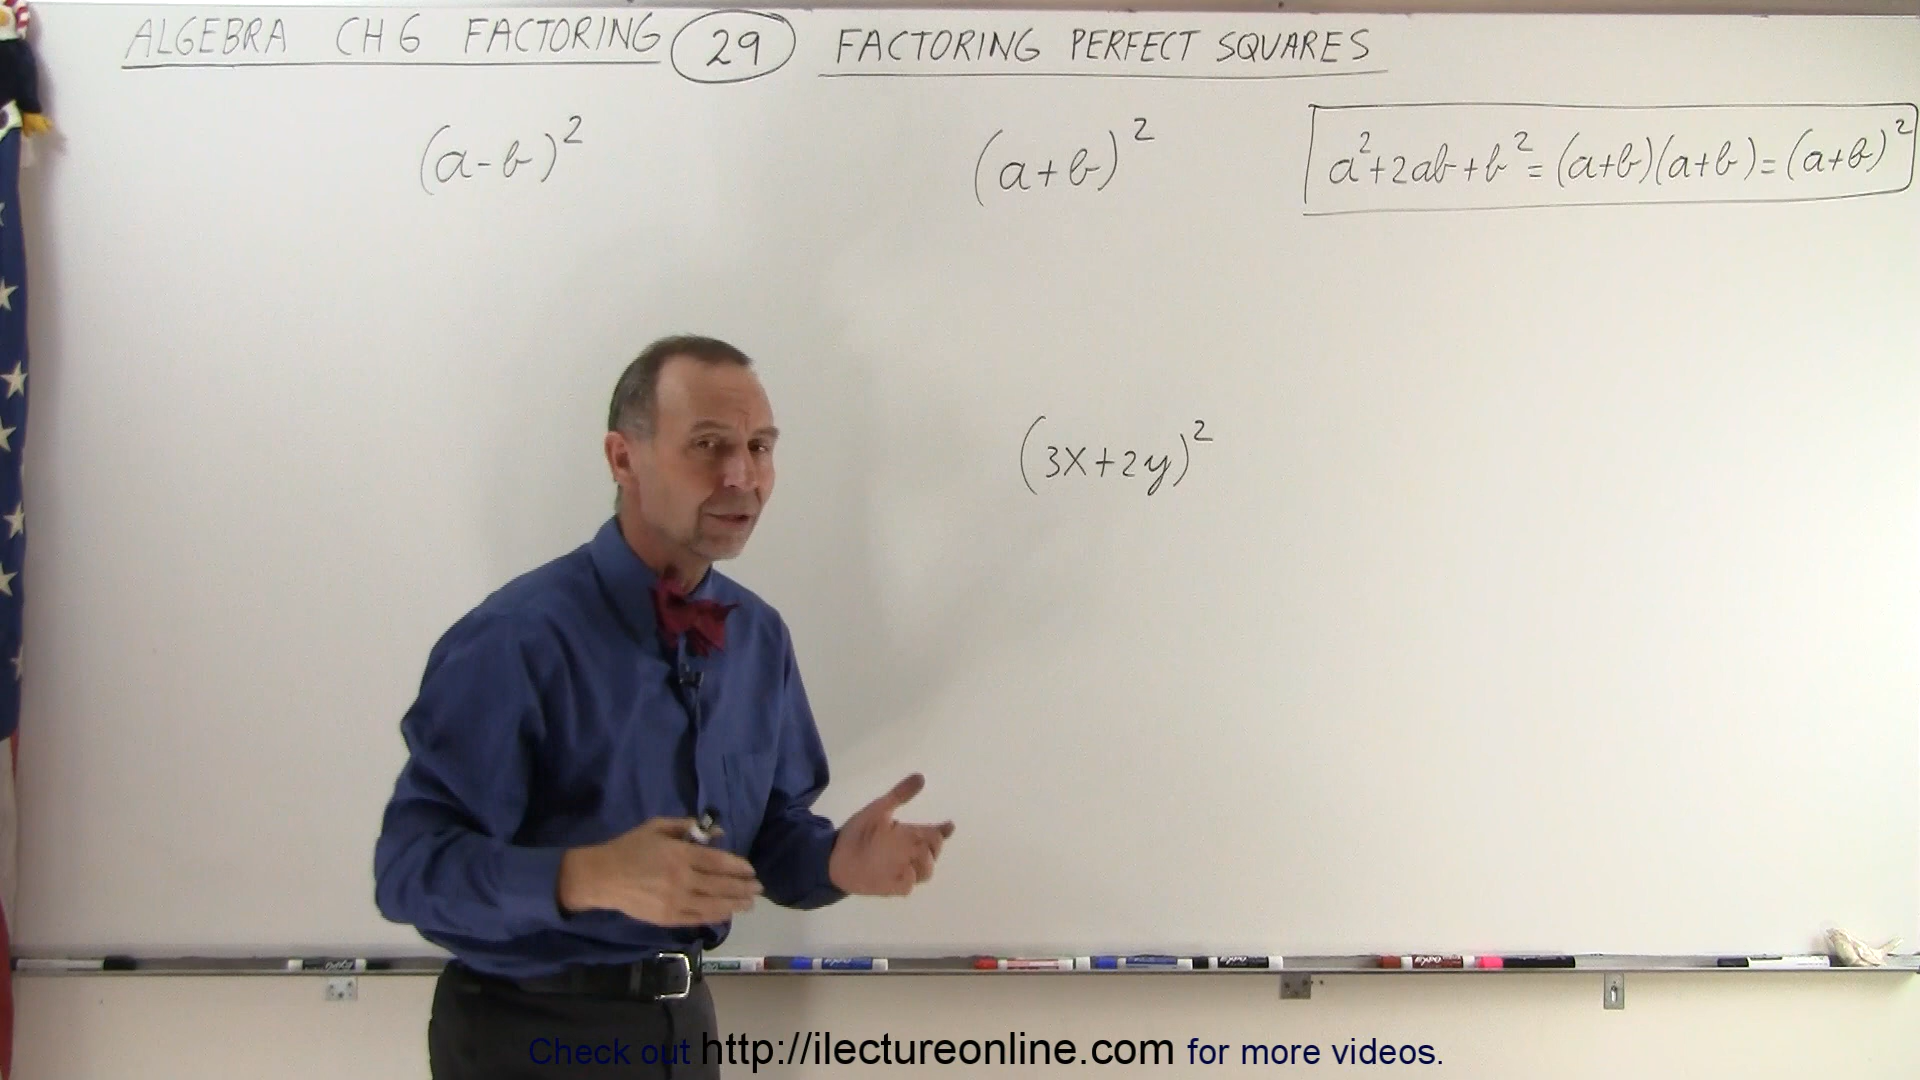 ALGEBRA CH 6 FACTORING 29 FACTORING PERFECT SQUARES
(a-b)² (a+b)² a²+2ab+b²=(a+b)(a+b)=(a+b)²
(3x+2y)²
Check out http://ilectureonline.com for more videos.